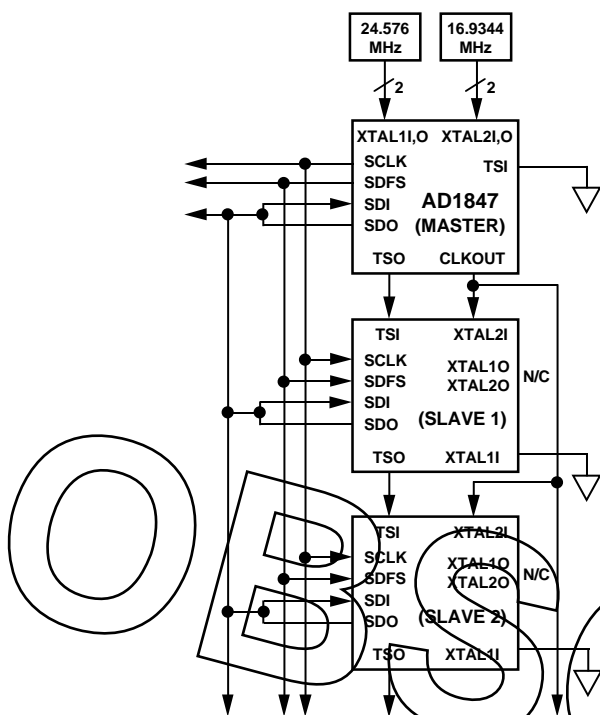 24.576
MHz
16.9344
MHz
2
2
XTAL1I,O
XTAL2I,O
SCLK
TSI
SDFS
SDI
AD1847
SDO
(MASTER)
TSO
CLKOUT
TSI
XTAL2I
SCLK
XTAL1O
SDFS
XTAL2O
N/C
SDI
SDO
(SLAVE 1)
TSO
XTAL1I
TSI
XTAL2I
SCLK
XTAL1O
SDFS
XTAL2O
N/C
SDI
SDO
(SLAVE 2)
TSO
XTAL1I
OBS